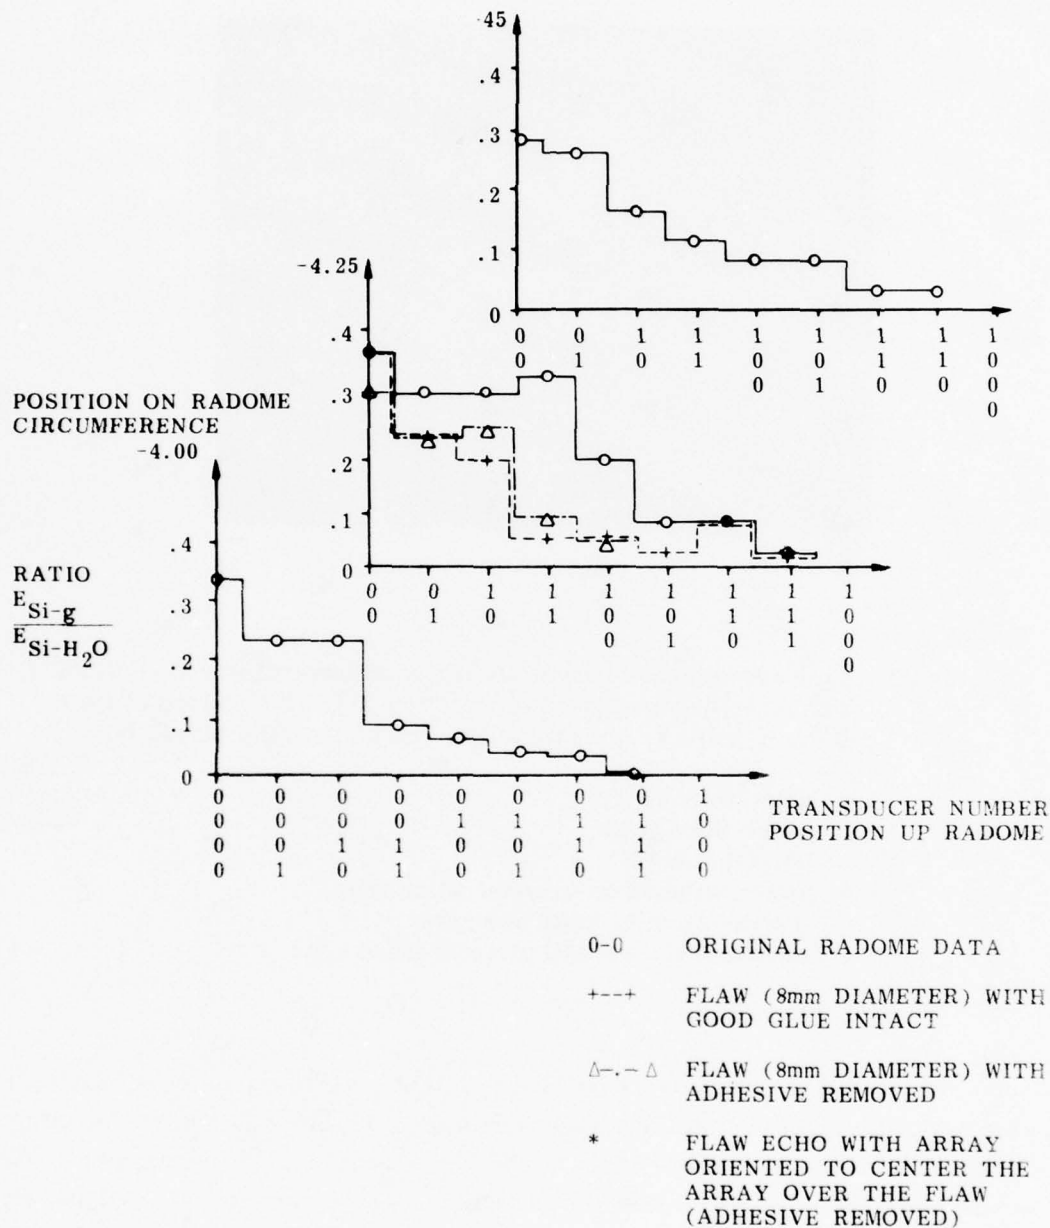 45
.4
.3
.2
.1
0
0 0 1 1 1 1 1 1 1
0 1 0 1 0 0 1 1 0
0 1 0 0 0
-4.25
.4
.3
.2
.1
0
0 0 1 1 1 1 1 1 1
0 1 0 1 0 0 1 1 0
0 1 0 1 0
POSITION ON RADOME
CIRCUMFERENCE
-4.00
.4
.3
.2
.1
0
RATIO
E Si-g
E Si-H2O
0 0 0 0 0 0 0 0 1
0 0 0 0 1 1 1 1 0
0 0 1 1 0 0 1 1 0
0 1 0 1 0 1 0 1 0
TRANSDUCER NUMBER
POSITION UP RADOME
0-0 ORIGINAL RADOME DATA
+--+ FLAW (8mm DIAMETER) WITH
GOOD GLUE INTACT
Δ-.-Δ FLAW (8mm DIAMETER) WITH
ADHESIVE REMOVED
* FLAW ECHO WITH ARRAY
ORIENTED TO CENTER THE
ARRAY OVER THE FLAW
(ADHESIVE REMOVED)